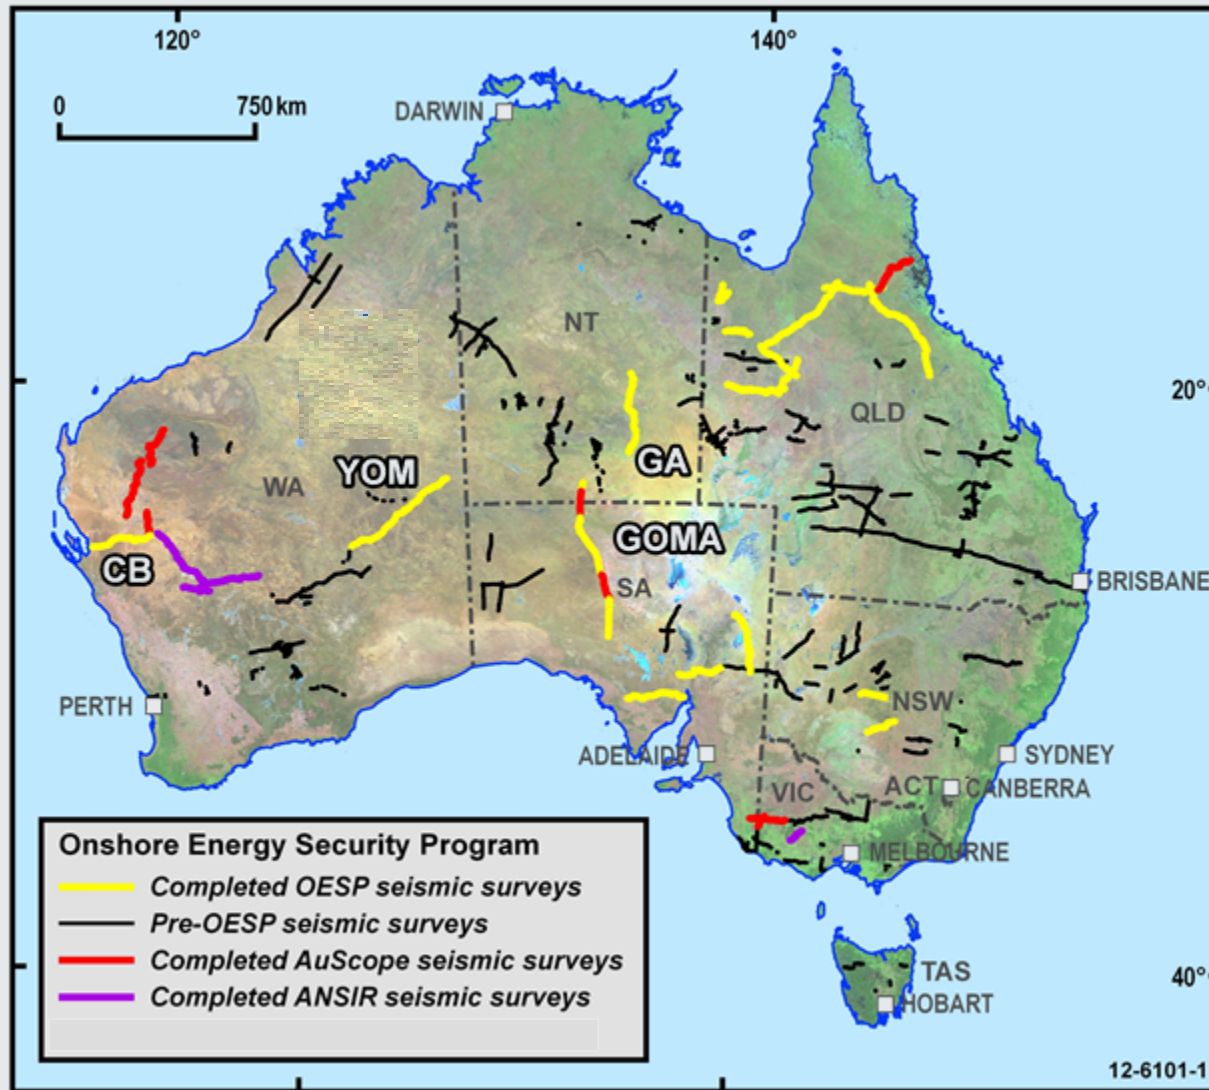 120°
140°
0
750 km
DARWIN
NT
20°
QLD
GA
YOM
WA
GOMA
CB
SA
BRISBANE
NSW
PERTH
ADELAIDE
SYDNEY
VIC
ACT
CANBERRA
MELBOURNE
Onshore Energy Security Program
Completed OESP seismic surveys
Pre-OESP seismic surveys
Completed AuScope seismic surveys
Completed ANSIR seismic surveys
TAS
40°
HOBART
12-6101-1